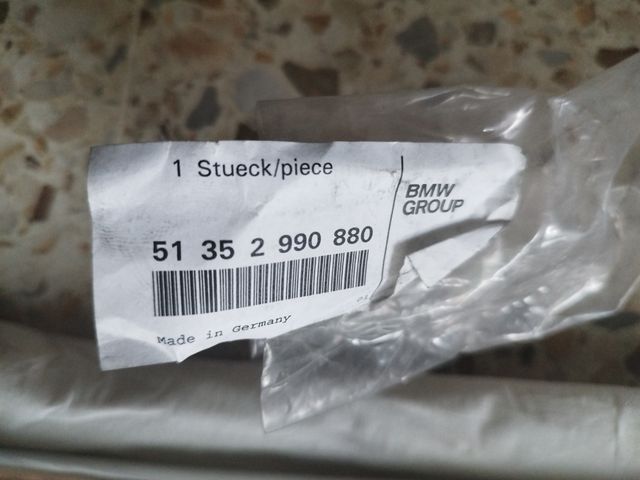 1 Stueck/piece
BMW
GROUP
51 35 2 990 880
Made in Germany